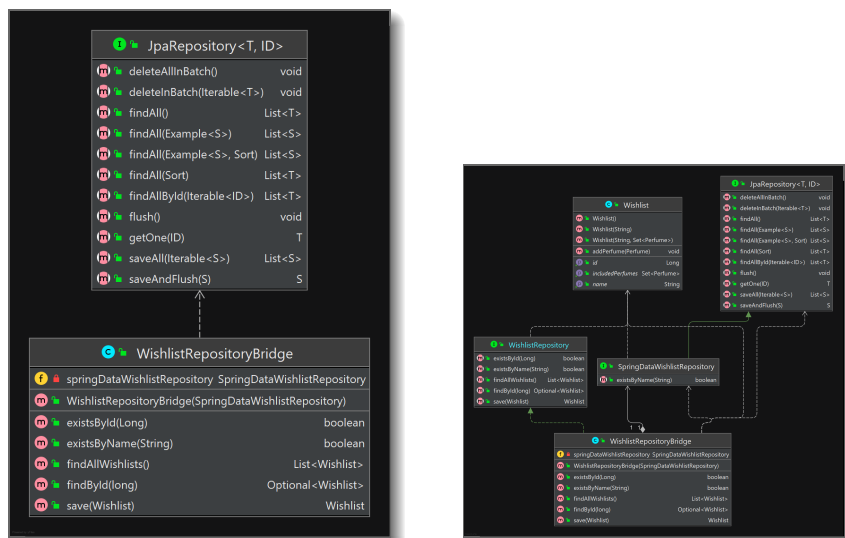 JpaRepository<T, ID>
deleteAllInBatch() void
deleteInBatch(Iterable<T>) void
findAll() List<T>
findAll(Example<S>) List<S>
findAll(Example<S>, Sort) List<S>
findAll(Sort) List<T>
findAllById(Iterable<ID>) List<T>
flush() void
getOne(ID) T
saveAll(Iterable<S>) List<S>
saveAndFlush(S) S
WishlistRepositoryBridge
springDataWishlistRepository SpringDataWishlistRepository
WishlistRepositoryBridge(SpringDataWishlistRepository)
existsById(Long) boolean
existsByName(String) boolean
findAllWishlists() List<Wishlist>
findById(long) Optional<Wishlist>
save(Wishlist) Wishlist
JpaRepository<T, ID>
deleteAllInBatch() void
deleteInBatch(Iterable<T>) void
findAll() List<T>
findAll(Example<S>) List<S>
findAll(Example<S>, Sort) List<S>
findAll(Sort) List<T>
findAllById(Iterable<ID>) List<T>
flush() void
getOne(ID) T
saveAll(Iterable<S>) List<S>
saveAndFlush(S) S
Wishlist
Wishlist()
Wishlist(String)
Wishlist(String, Set<Perfume>)
addPerfume(Perfume) void
id Long
includedPerfumes Set<Perfume>
name String
WishlistRepository
existsById(Long) boolean
existsByName(String) boolean
findAllWishlists() List<Wishlist>
findById(long) Optional<Wishlist>
save(Wishlist) Wishlist
SpringDataWishlistRepository
existsByName(String) boolean
1 1
WishlistRepositoryBridge
springDataWishlistRepository SpringDataWishlistRepository
WishlistRepositoryBridge(SpringDataWishlistRepository)
existsById(Long) boolean
existsByName(String) boolean
findAllWishlists() List<Wishlist>
findById(long) Optional<Wishlist>
save(Wishlist) Wishlist